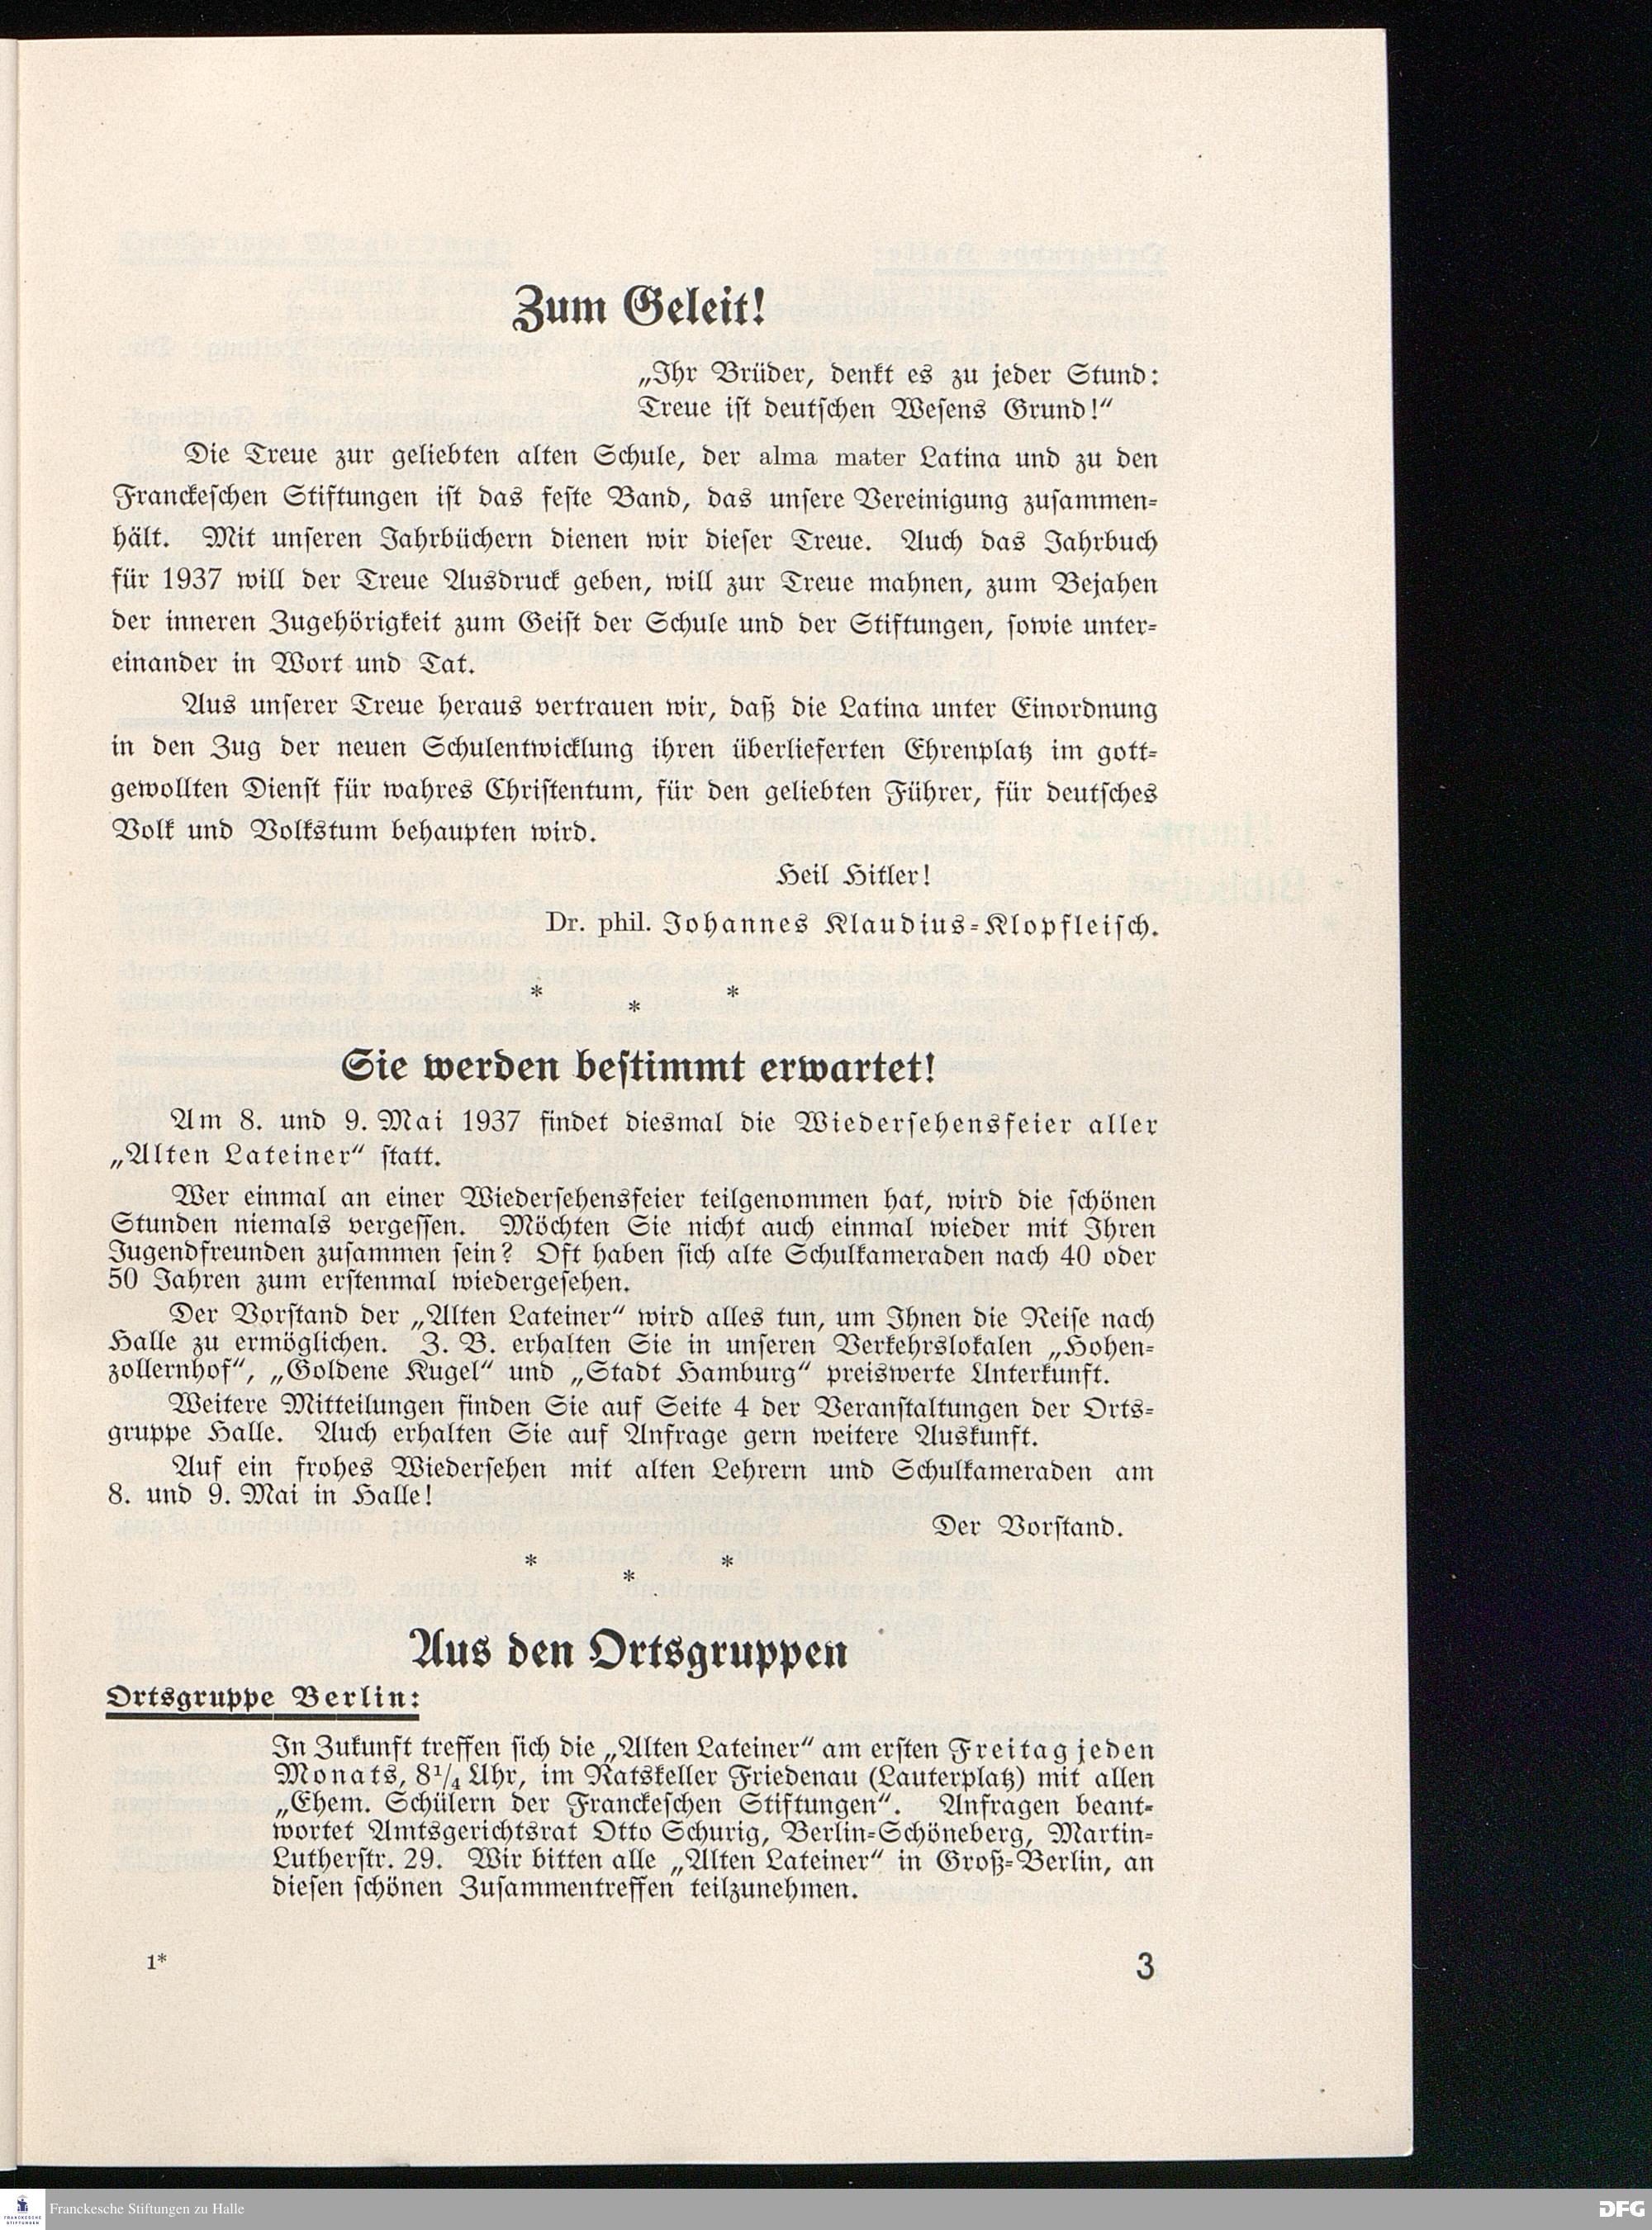 Zum Geleit!
„Ihr Brüder, denkt es zu jeder Stund:
Treue ist deutschen Wesens Grund!“
Die Treue zur geliebten alten Schule, der alma mater Latina und zu den
Franckeschen Stiftungen ist das feste Band, das unsere Vereinigung zusammen-
hält. Mit unseren Jahrbüchern dienen wir dieser Treue. Auch das Jahrbuch
für 1937 will der Treue Ausdruck geben, will zur Treue mahnen, zum Bejahen
der inneren Zugehörigkeit zum Geist der Schule und der Stiftungen, sowie unter-
einander in Wort und Tat.
Aus unserer Treue heraus vertrauen wir, daß die Latina unter Einordnung
in den Zug der neuen Schulentwicklung ihren überlieferten Ehrenplatz im gott-
gewollten Dienst für wahres Christentum, für den geliebten Führer, für deutsches
Volk und Volkstum behaupten wird.
Heil Hitler!
Dr. phil. Johannes Klaudius-Klopfleisch.
* * *
Sie werden bestimmt erwartet!
Am 8. und 9. Mai 1937 findet diesmal die Wiedersehensfeier aller
„Alten Lateiner“ statt.
Wer einmal an einer Wiedersehensfeier teilgenommen hat, wird die schönen
Stunden niemals vergessen. Möchten Sie nicht auch einmal wieder mit Ihren
Jugendfreunden zusammen sein? Oft haben sich alte Schulkameraden nach 40 oder
50 Jahren zum erstenmal wiedergesehen.
Der Vorstand der „Alten Lateiner“ wird alles tun, um Ihnen die Reise nach
Halle zu ermöglichen. Z. B. erhalten Sie in unseren Verkehrslokalen „Hohen-
zollernhof“, „Goldene Kugel“ und „Stadt Hamburg“ preiswerte Unterkunft.
Weitere Mitteilungen finden Sie auf Seite 4 der Veranstaltungen der Orts-
gruppe Halle. Auch erhalten Sie auf Anfrage gern weitere Auskunft.
Auf ein frohes Wiedersehen mit alten Lehrern und Schulkameraden am
8. und 9. Mai in Halle!
Der Vorstand.
* * *
Aus den Ortsgruppen
Ortsgruppe Berlin:
In Zukunft treffen sich die „Alten Lateiner“ am ersten Freitag jeden
Monats, 8¼ Uhr, im Ratskeller Friedenau (Lauterplatz) mit allen
„Ehem. Schülern der Franckeschen Stiftungen“. Anfragen beant-
wortet Amtsgerichtsrat Otto Schurig, Berlin-Schöneberg, Martin-
Lutherstr. 29. Wir bitten alle „Alten Lateiner“ in Groß-Berlin, an
diesen schönen Zusammentreffen teilzunehmen.
1* 3
FRANCKESCHE STIFTUNGEN Franckesche Stiftungen zu Halle DFG